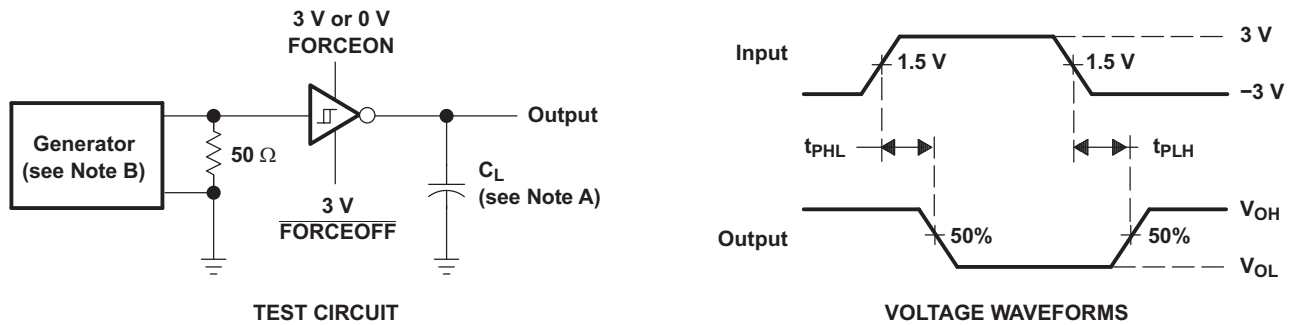 3 V or 0 V
FORCEON
Generator
(see Note B)
50 Ω
Output
C_L
(see Note A)
3 V
FORCEOFF
TEST CIRCUIT
Input
3 V
1.5 V
1.5 V
−3 V
t_PHL
t_PLH
Output
50%
50%
V_OH
V_OL
VOLTAGE WAVEFORMS